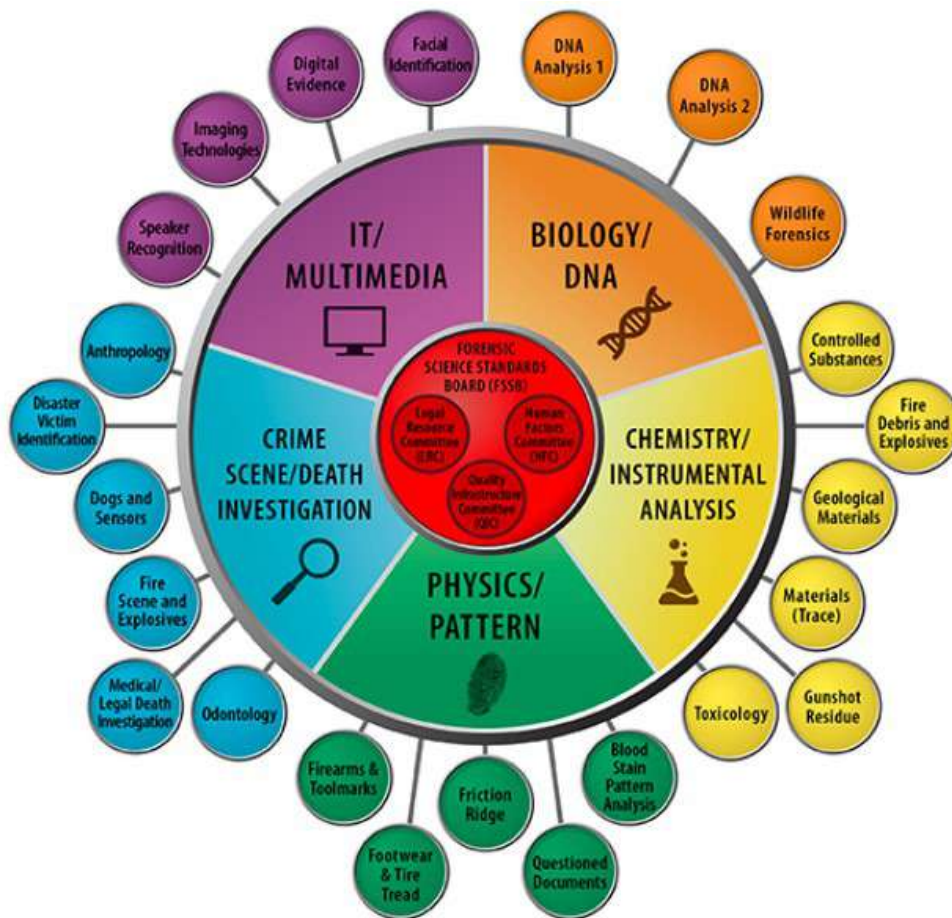 Facial
Identification
DNA
Analysis 1
Digital
Evidence
DNA
Analysis 2
Imaging
Technologies
Speaker
Recognition
Wildlife
Forensics
IT/
MULTIMEDIA
BIOLOGY/
DNA
Anthropology
Controlled
Substances
Disaster
Victim
Identification
Fire
Debris and
Explosives
FORENSIC
SCIENCE STANDARDS
BOARD (FSSB)
Legal
Resource
Committee
(LRC)
Human
Factors
Committee
(HFC)
Quality
Infrastructure
Committee
(QIC)
CRIME
SCENE/DEATH
INVESTIGATION
CHEMISTRY/
INSTRUMENTAL
ANALYSIS
Dogs and
Sensors
Geological
Materials
Fire
Scene and
Explosives
Materials
(Trace)
PHYSICS/
PATTERN
Medical/
Legal Death
Investigation
Odontology
Toxicology
Gunshot
Residue
Firearms &
Toolmarks
Friction
Ridge
Blood
Stain
Pattern
Analysis
Footwear
& Tire
Tread
Questioned
Documents